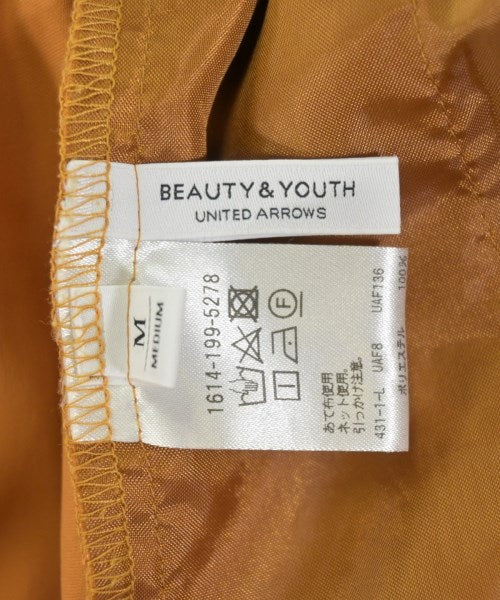 BEAUTY&YOUTH
UNITED ARROWS
M
MEDIUM
1614-199-5278
F
あて布使用。
ネット使用。
引っかけ注意。
431-1-L UAF8 UAF136
ポリエステル 100%